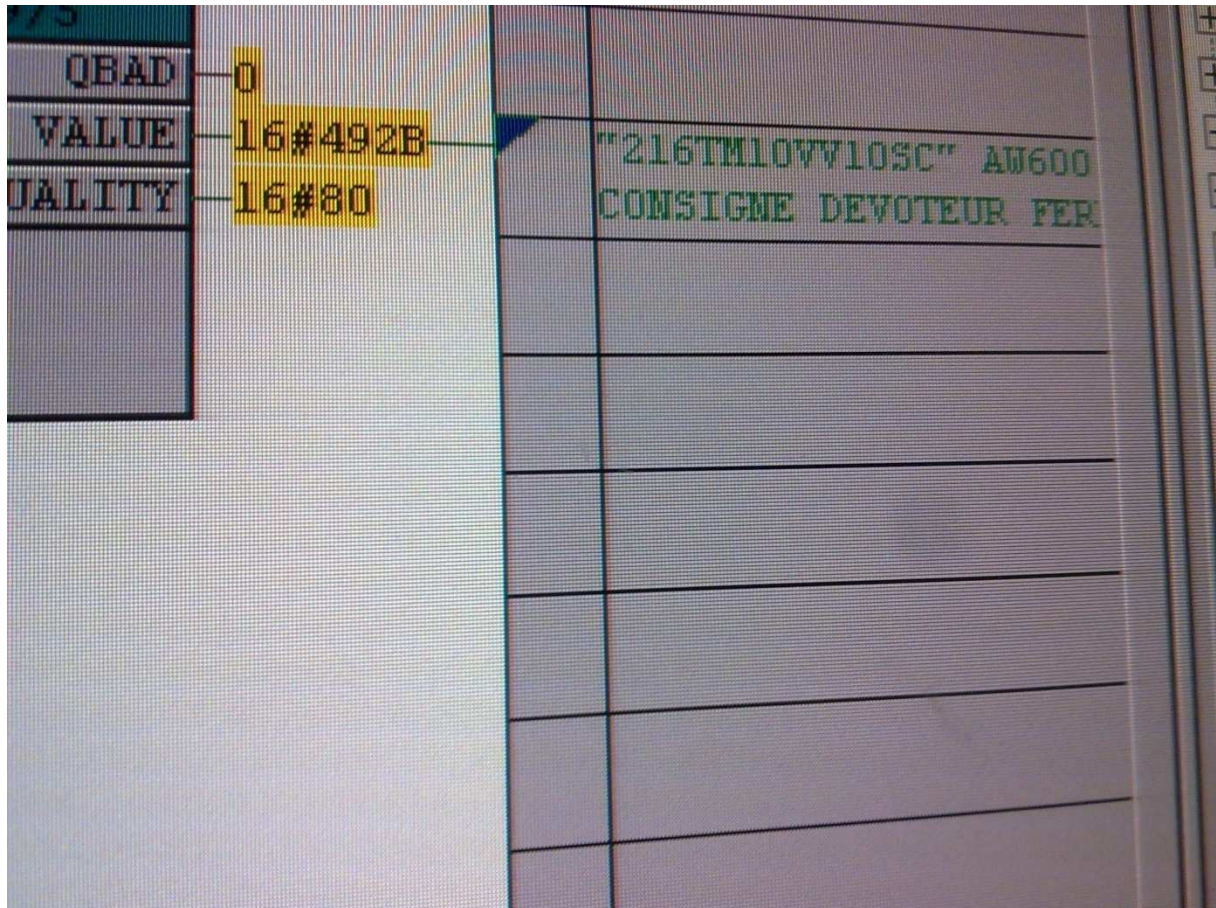 QBAD 0
VALUE 16#492B "216TM10VV10SC" AW600
UALITY 16#80 CONSIGNE DEVOTEUR FER